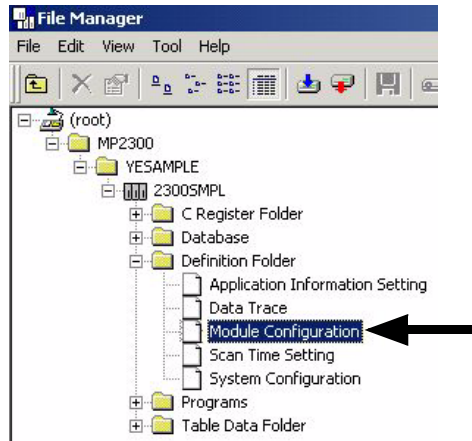 File Manager
File Edit View Tool Help
(root)
MP2300
YESAMPLE
2300SMPL
C Register Folder
Database
Definition Folder
Application Information Setting
Data Trace
Module Configuration
Scan Time Setting
System Configuration
Programs
Table Data Folder